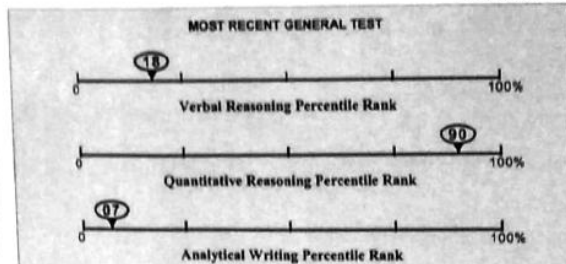 MOST RECENT GENERAL TEST
18
0 100%
Verbal Reasoning Percentile Rank
90
0 100%
Quantitative Reasoning Percentile Rank
07
0 100%
Analytical Writing Percentile Rank